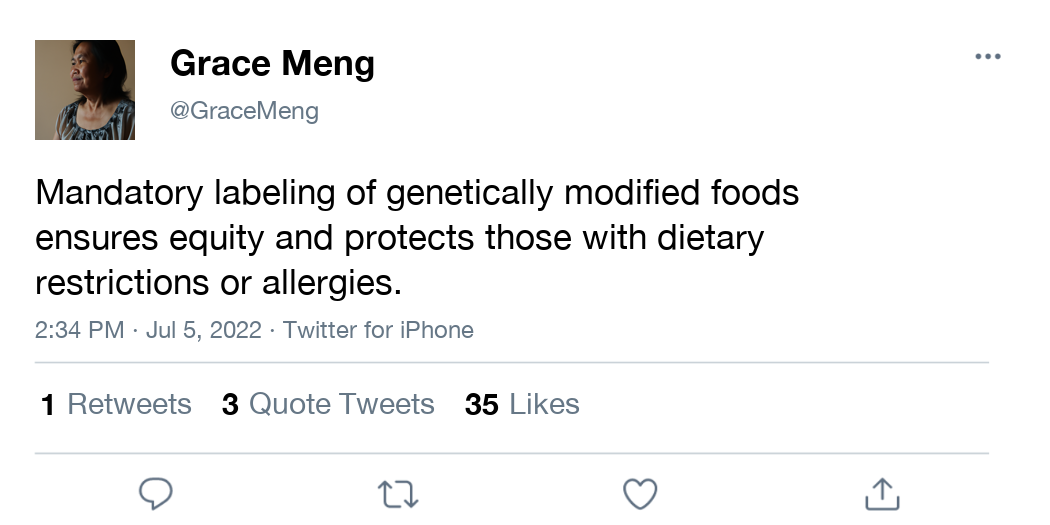 Grace Meng
@GraceMeng
Mandatory labeling of genetically modified foods
ensures equity and protects those with dietary
restrictions or allergies.
2:34 PM · Jul 5, 2022 · Twitter for iPhone
1 Retweets 3 Quote Tweets 35 Likes